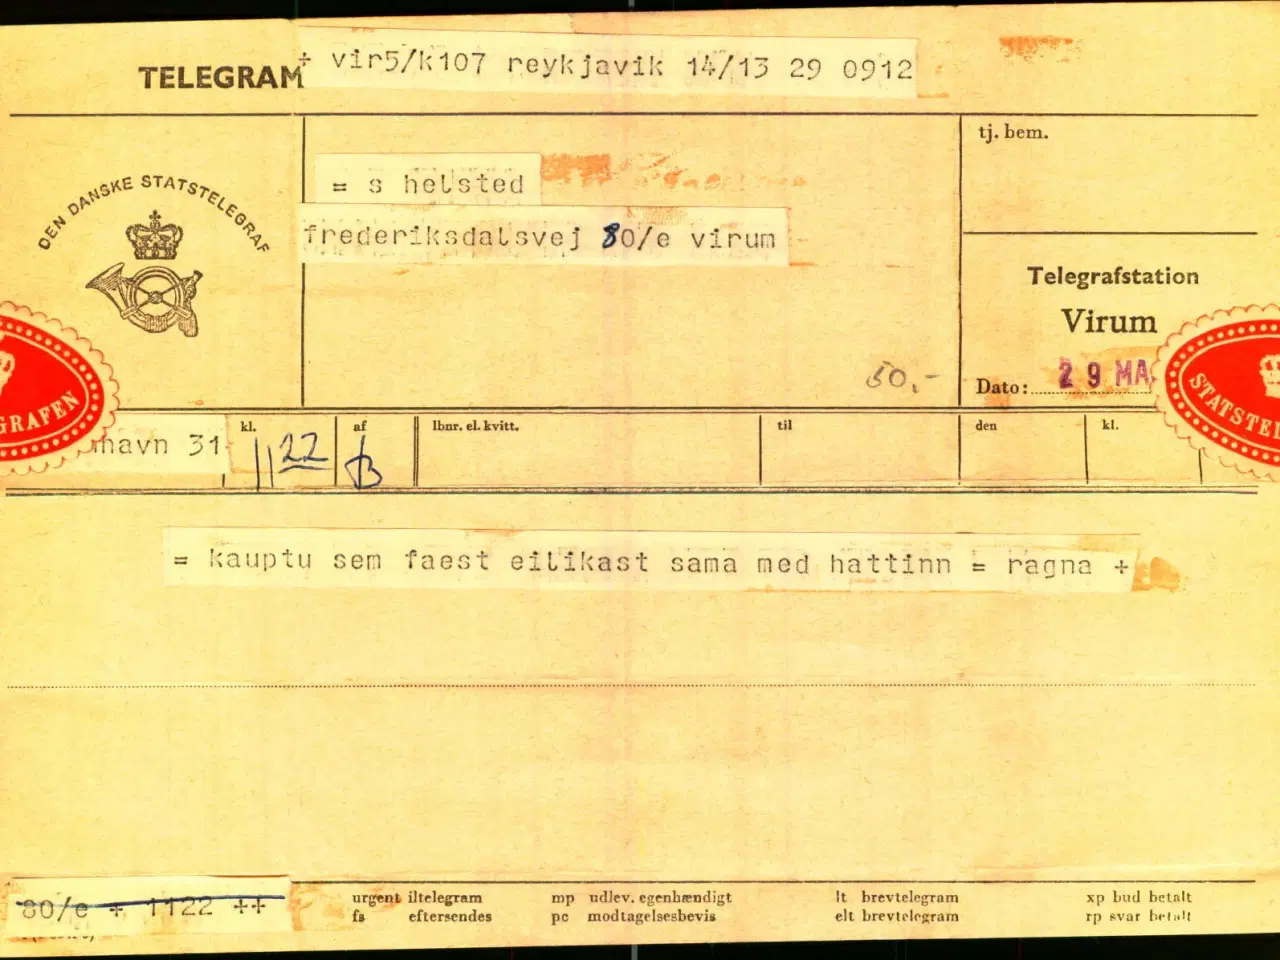 TELEGRAM + vir5/k107 reykjavik 14/13 29 0912
tj. bem.
DEN DANSKE STATSTELEGRAF
= s helsted
frederiksdalsvej 80/e virum
Telegrafstation
Virum
50,-
Dato: 29 MA
GRAFEN
STATSTEL
havn 31
kl. 1122
af
lbnr. el. kvitt.
til
den
kl.
= kauptu sem faest eilikast sama med hattinn = ragna +
80/e + 1122 ++
urgent iltelegram
fs eftersendes
mp udlev. egenhændigt
pc modtagelsesbevis
lt brevtelegram
elt brevtelegram
xp bud betalt
rp svar betalt